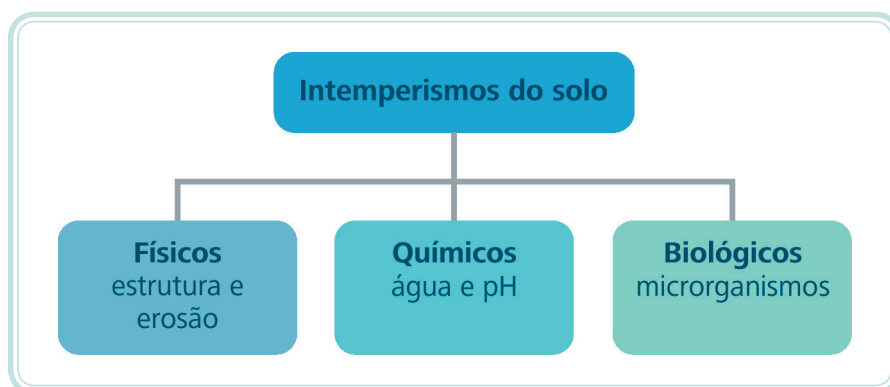 Intemperismos do solo
Físicos
estrutura e
erosão
Químicos
água e pH
Biológicos
microrganismos